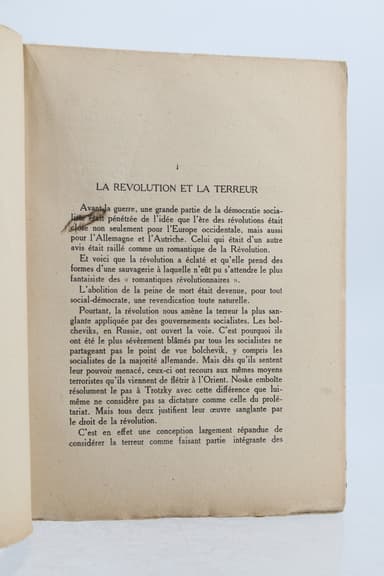 I
LA REVOLUTION ET LA TERREUR
Avant la guerre, une grande partie de la démocratie socia-
liste était pénétrée de l'idée que l'ère des révolutions était
close non seulement pour l'Europe occidentale, mais aussi
pour l'Allemagne et l'Autriche. Celui qui était d'un autre
avis était raillé comme un romantique de la Révolution.
Et voici que la révolution a éclaté et qu'elle prend des
formes d'une sauvagerie à laquelle n'eût pu s'attendre le plus
fantaisiste des « romantiques révolutionnaires ».
L'abolition de la peine de mort était devenue, pour tout
social-démocrate, une revendication toute naturelle.
Pourtant, la révolution nous amène la terreur la plus san-
glante appliquée par des gouvernements socialistes. Les bol-
cheviks, en Russie, ont ouvert la voie. C'est pourquoi ils
ont été le plus sévèrement blâmés par tous les socialistes ne
partageant pas le point de vue bolchevik, y compris les
socialistes de la majorité allemande. Mais dès qu'ils sentent
leur pouvoir menacé, ceux-ci ont recours aux mêmes moyens
terroristes qu'ils viennent de flétrir à l'Orient. Noske emboîte
résolument le pas à Trotzky avec cette différence que lui-
même ne considère pas sa dictature comme celle du prolé-
tariat. Mais tous deux justifient leur œuvre sanglante par
le droit de la révolution.
C'est en effet une conception largement répandue de
considérer la terreur comme faisant partie intégrante des